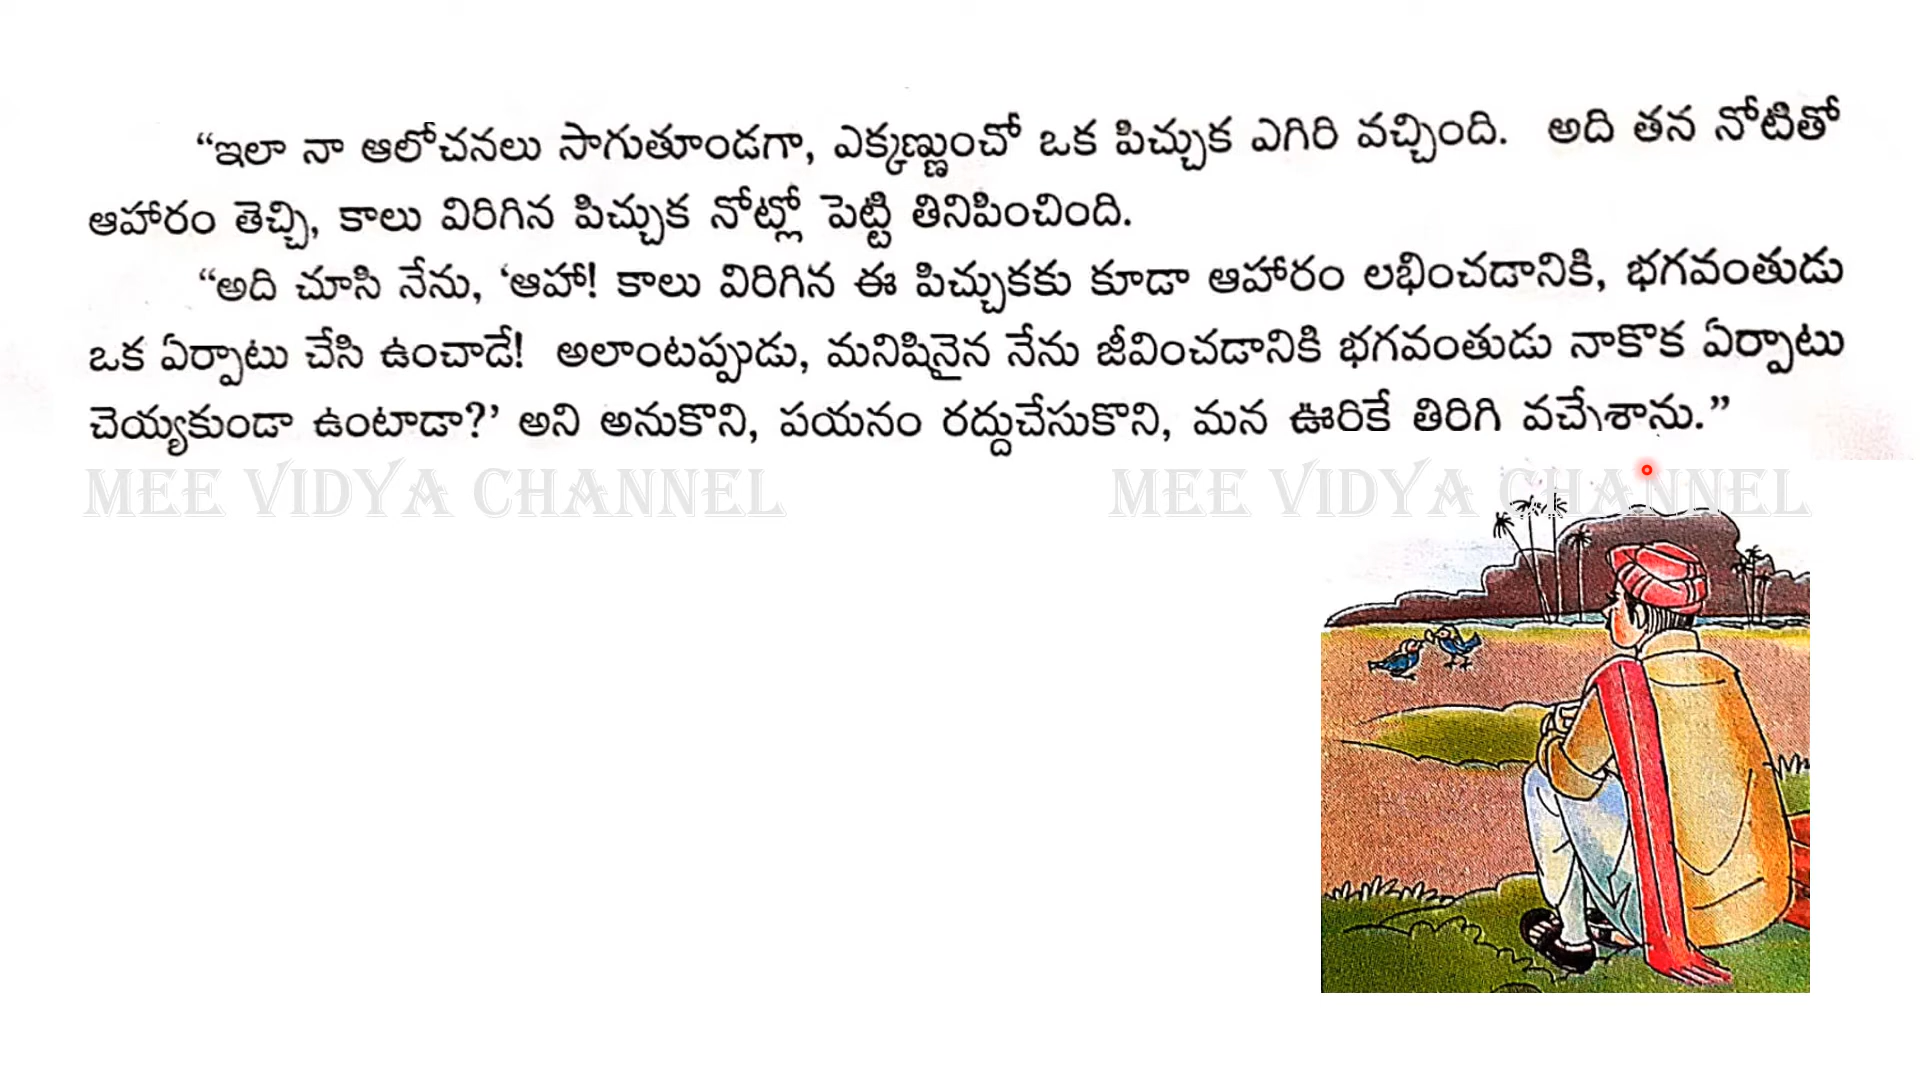 “ఇలా నా ఆలోచనలు సాగుతూండగా, ఎక్కణ్ణుంచో ఒక పిచ్చుక ఎగిరి వచ్చింది. అది తన నోటితో
ఆహారం తెచ్చి, కాలు విరిగిన పిచ్చుక నోట్లో పెట్టి తినిపించింది.
“అది చూసి నేను, ‘ఆహా! కాలు విరిగిన ఈ పిచ్చుకకు కూడా ఆహారం లభించడానికి, భగవంతుడు
ఒక ఏర్పాటు చేసి ఉంచాడే! అలాంటప్పుడు, మనిషినైన నేను జీవించడానికి భగవంతుడు నాకొక ఏర్పాటు
చెయ్యకుండా ఉంటాడా?’ అని అనుకొని, పయనం రద్దుచేసుకొని, మన ఊరికే తిరిగి వచ్చేశాను.”
MEE VIDYA CHANNEL MEE VIDYA CHANNEL